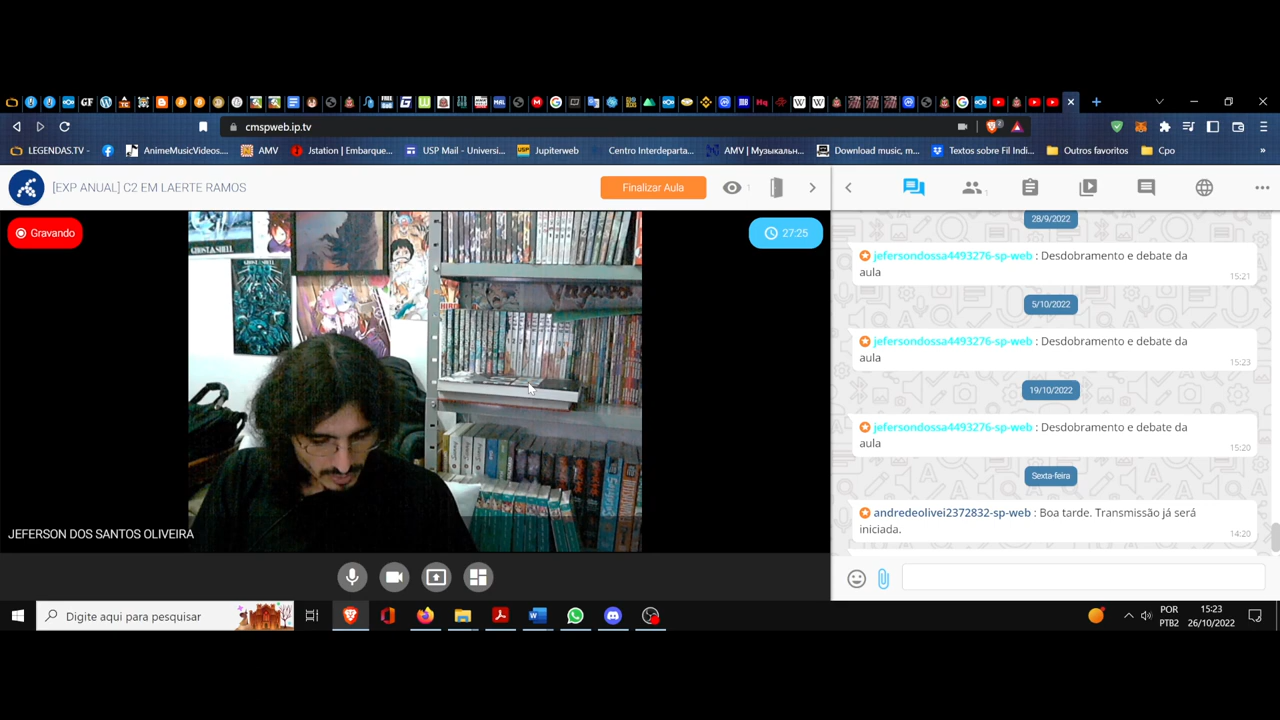 cmspweb.ip.tv
LEGENDAS.TV -
AnimeMusicVideos....
AMV
Jstation | Embarque...
USP Mail - Universi...
USP
Jupiterweb
Centro Interdeparta...
AMV | Музыкальн...
Download music, m...
Textos sobre Fil Indi...
Outros favoritos
Cpo
»
[EXP ANUAL] C2 EM LAERTE RAMOS
Finalizar Aula
1
1
Gravando
27:25
JEFERSON DOS SANTOS OLIVEIRA
28/9/2022
jefersondossa4493276-sp-web : Desdobramento e debate da
aula
15:21
5/10/2022
jefersondossa4493276-sp-web : Desdobramento e debate da
aula
15:23
19/10/2022
jefersondossa4493276-sp-web : Desdobramento e debate da
aula
15:20
Sexta-feira
andredeolivei2372832-sp-web : Boa tarde. Transmissão já será
iniciada.
14:20
Digite aqui para pesquisar
POR
PTB2
15:23
26/10/2022